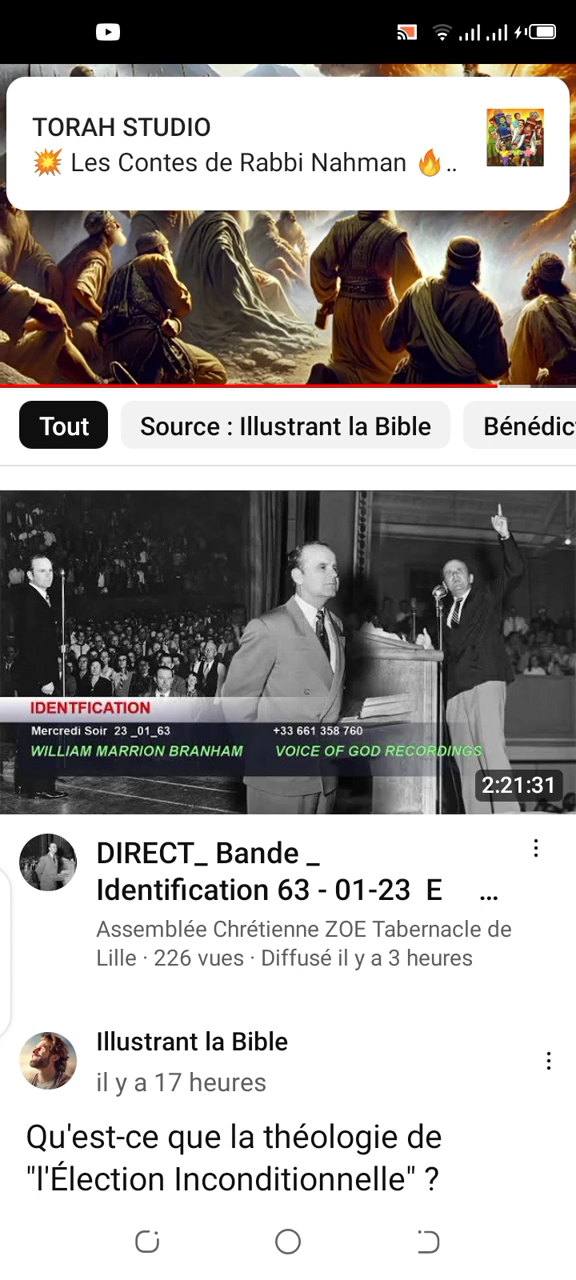 TORAH STUDIO
💥 Les Contes de Rabbi Nahman 🔥..
Tout
Source : Illustrant la Bible
Bénédic
IDENTFICATION
Mercredi Soir 23 _01_63
+33 661 358 760
WILLIAM MARRION BRANHAM
VOICE OF GOD RECORDINGS
2:21:31
DIRECT_ Bande _
Identification 63 - 01-23 E ...
Assemblée Chrétienne ZOE Tabernacle de
Lille · 226 vues · Diffusé il y a 3 heures
Illustrant la Bible
il y a 17 heures
Qu'est-ce que la théologie de
"l'Élection Inconditionnelle" ?